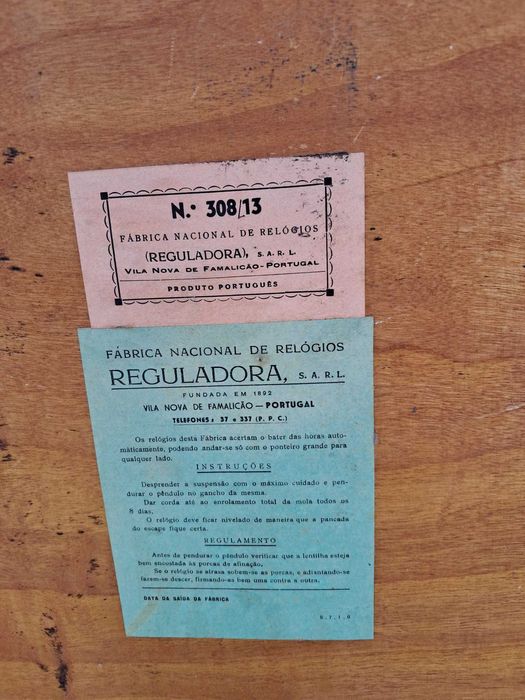 N.º 308/13
FÁBRICA NACIONAL DE RELÓGIOS
(REGULADORA), S. A. R. L.
VILA NOVA DE FAMALICÃO-PORTUGAL
PRODUTO PORTUGUÊS
FÁBRICA NACIONAL DE RELÓGIOS
REGULADORA, S. A. R. L.
FUNDADA EM 1892
VILA NOVA DE FAMALICÃO — PORTUGAL
TELEFONES: 37 e 337 (P. P. C.)
Os relógios desta Fábrica acertam o bater das horas auto-
màticamente, podendo andar-se só com o ponteiro grande para
qualquer lado.
INSTRUÇÕES
Desprender a suspensão com o máximo cuidado e pen-
durar o pêndulo no gancho da mesma.
Dar corda até ao enrolamento total da mola todos os
8 dias.
O relógio deve ficar nivelado de maneira que a pancada
do escape fique certa.
REGULAMENTO
Antes de pendurar o pêndulo verificar que a lentilha esteja
bem encostada às porcas de afinação.
Se o relógio se atrasa sobem-se as porcas, e adiantando-se
fazem-se descer, firmando-as bem uma contra a outra.
DATA DA SAÍDA DA FÁBRICA